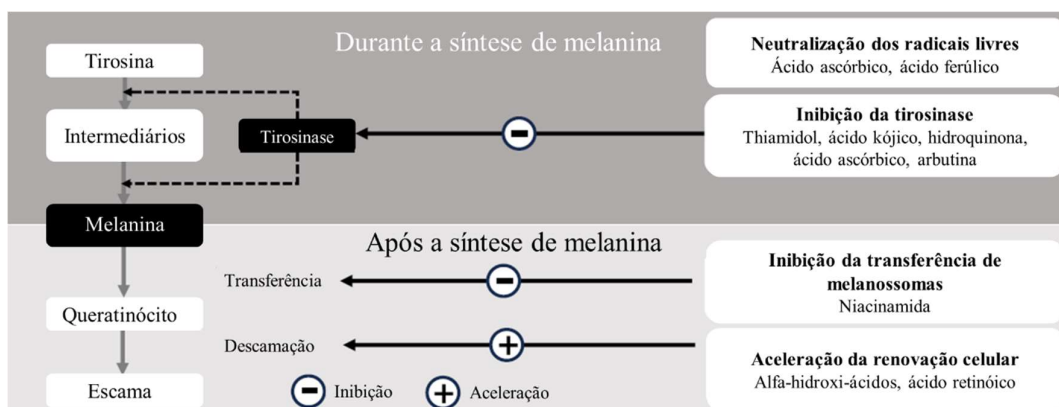 Durante a síntese de melanina
Tirosina
Intermediários
Tirosinase
Melanina
Neutralização dos radicais livres
Ácido ascórbico, ácido ferúlico
Inibição da tirosinase
Thiamidol, ácido kójico, hidroquinona,
ácido ascórbico, arbutina
Após a síntese de melanina
Transferência
Queratinócito
Descamação
Escama
Inibição
Aceleração
Inibição da transferência de
melanossomas
Niacinamida
Aceleração da renovação celular
Alfa-hidroxi-ácidos, ácido retinóico